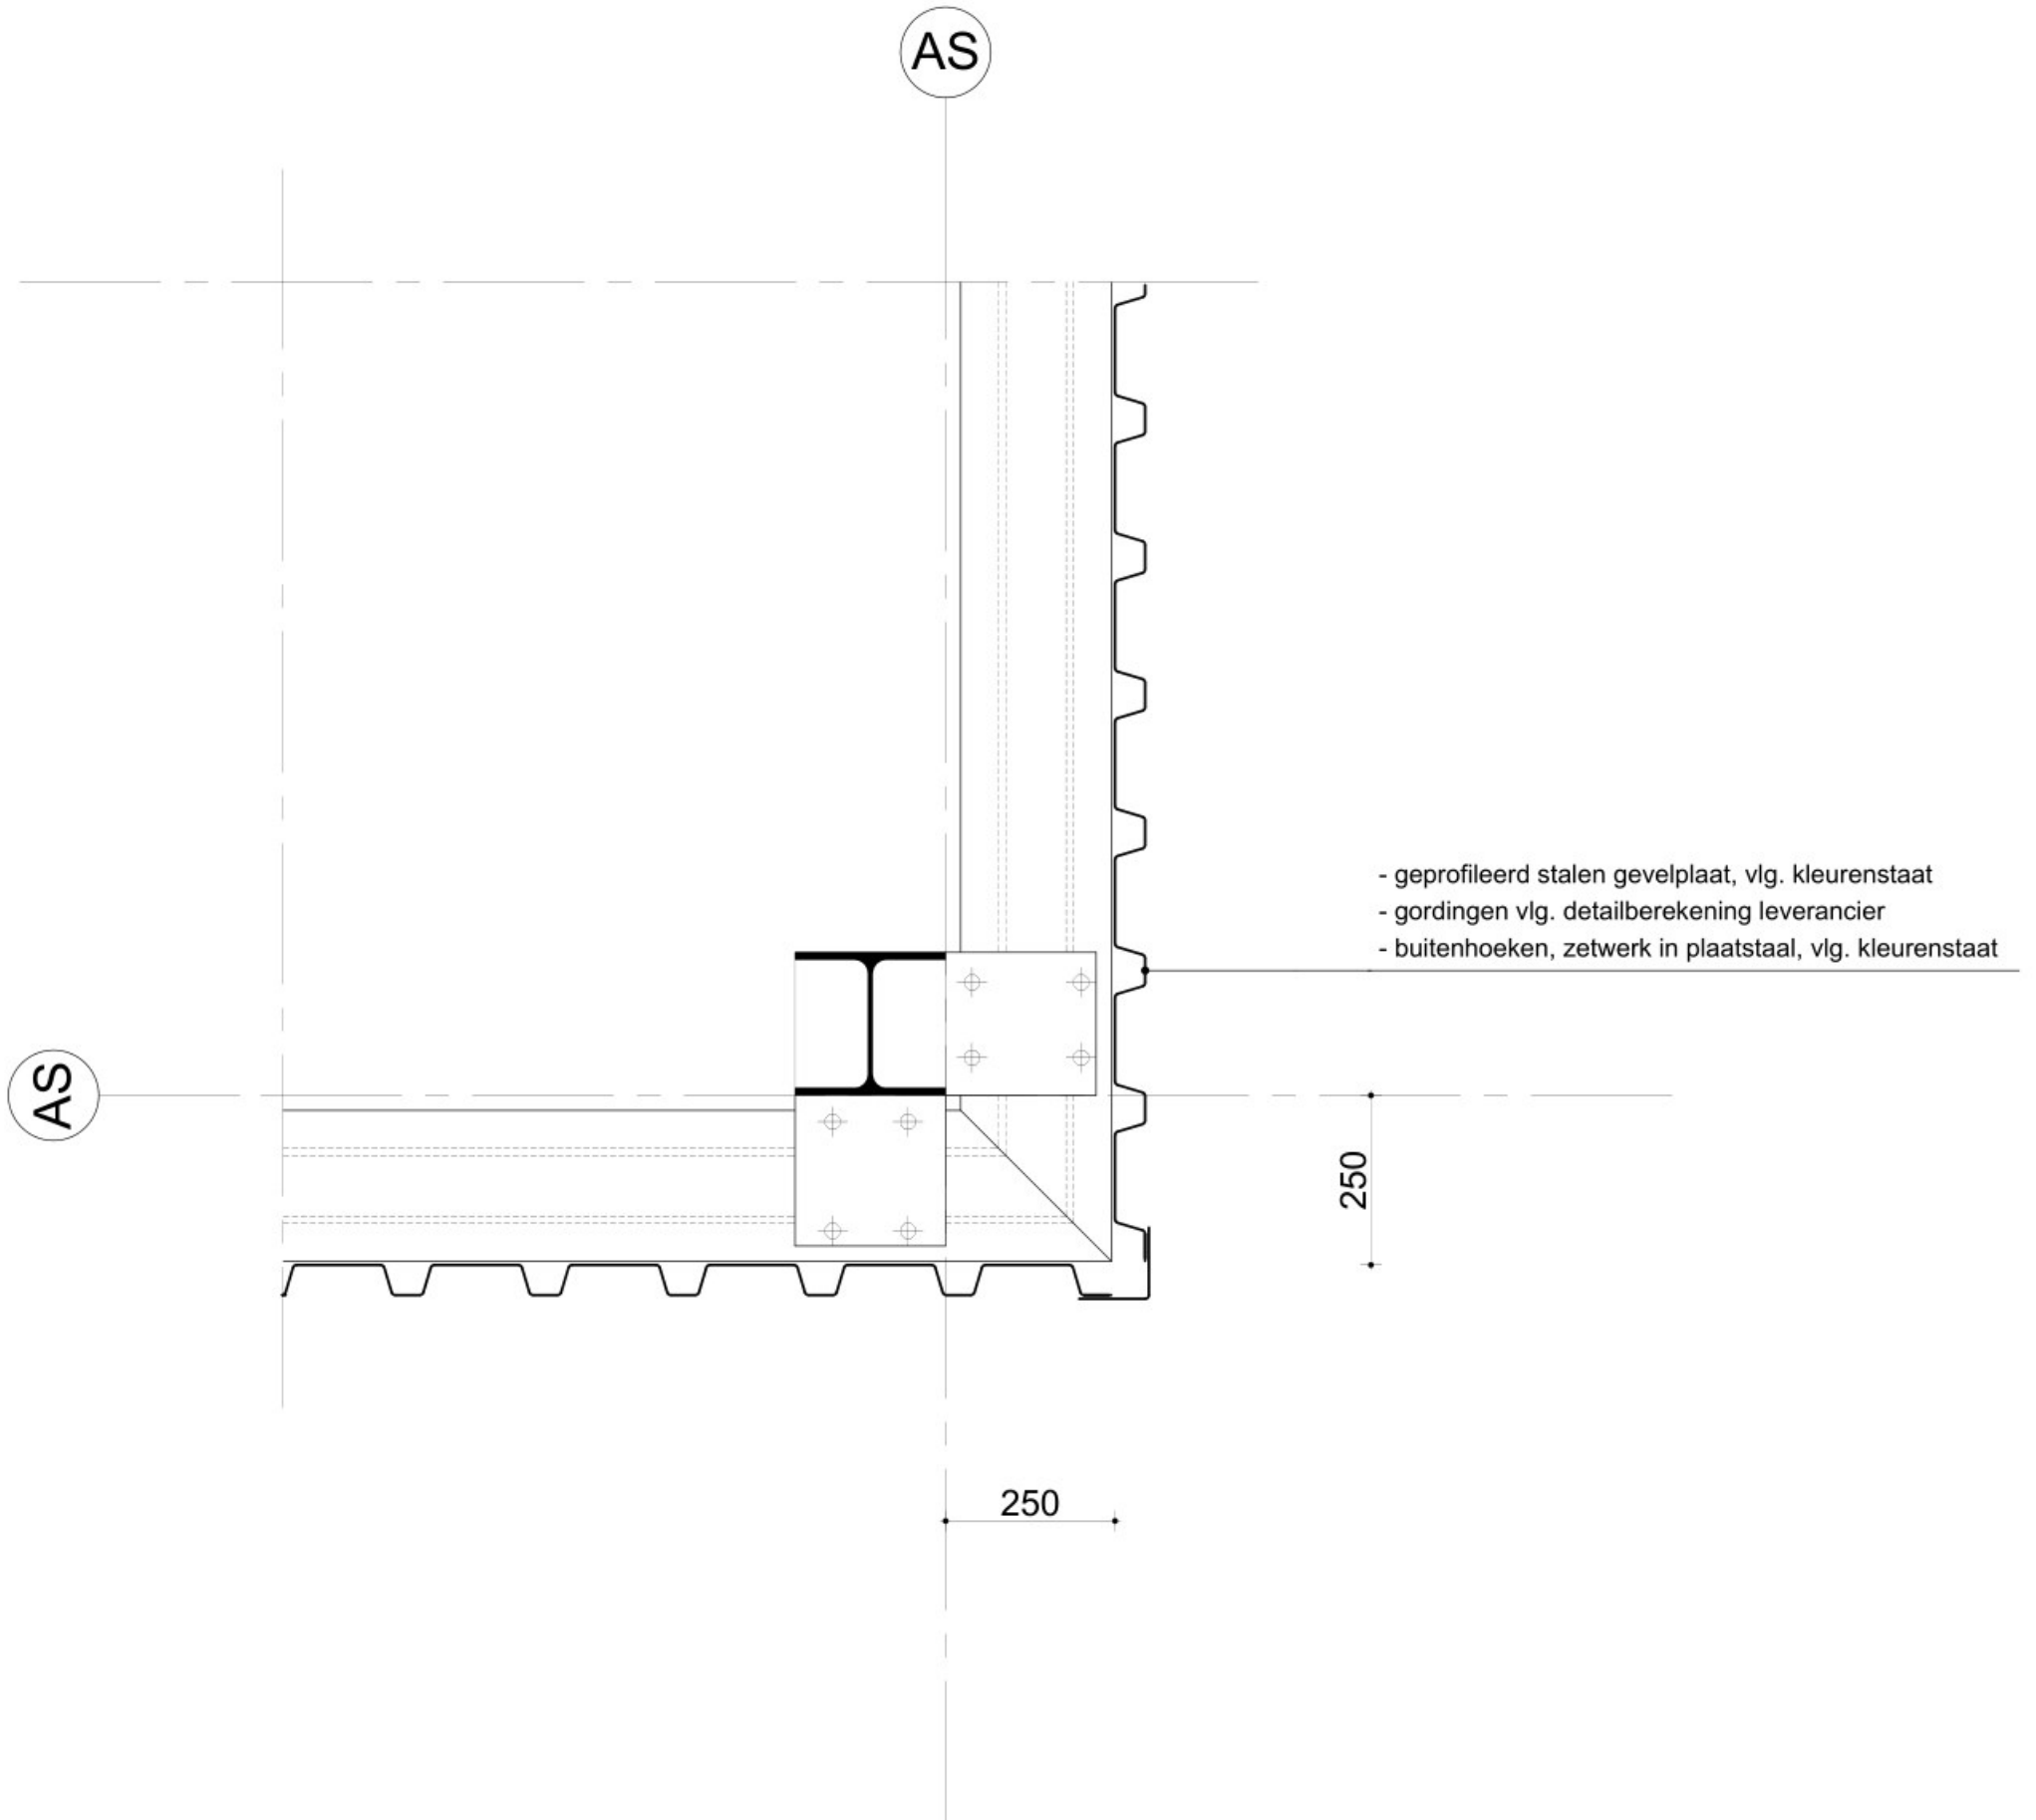 AS
- geprofileerd stalen gevelplaat, vlg. kleurenstaat
- gordingen vlg. detailberekening leverancier
- buitenhoeken, zetwerk in plaatstaal, vlg. kleurenstaat
AS
250
250